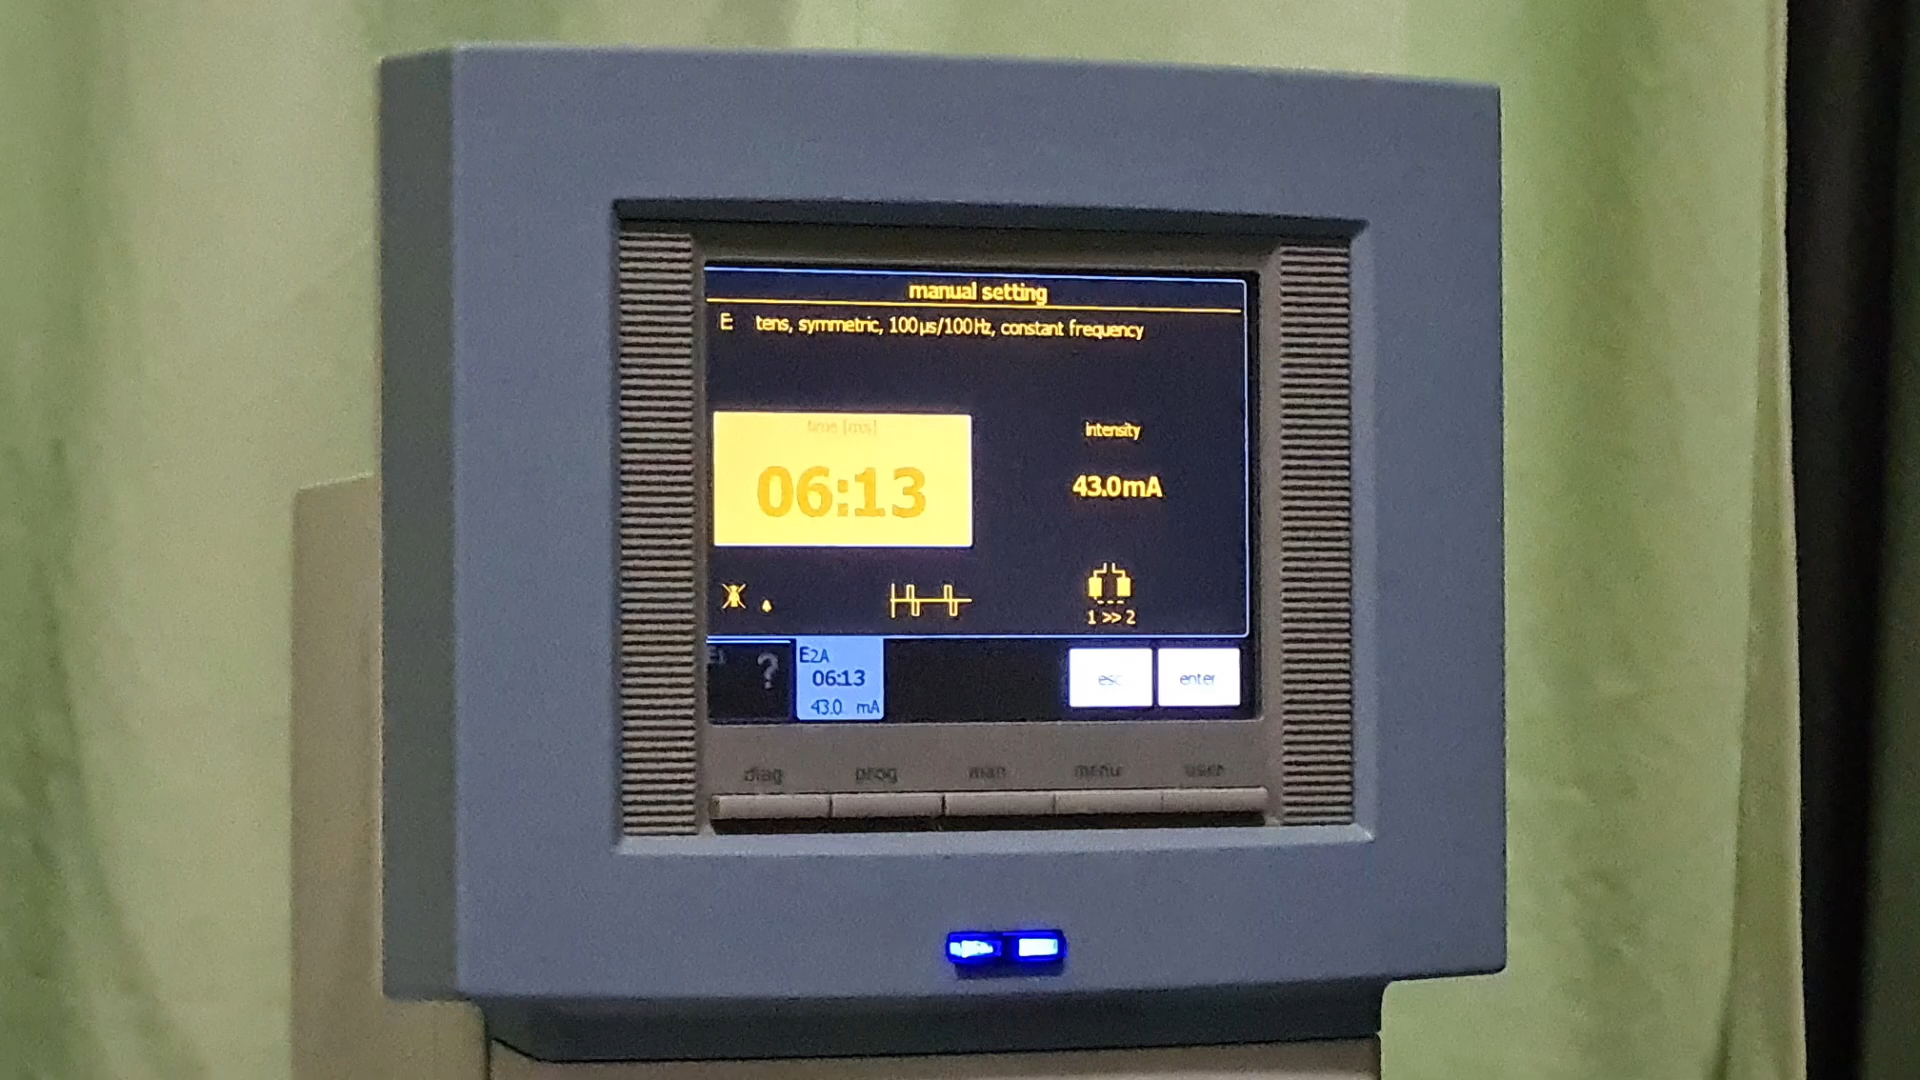 manual setting
E tens, symmetric, 100µs/100Hz, constant frequency
time [m:s] intensity
06:13 43.0mA
1 >> 2
E1 ? E2A
06:13 esc enter
43.0 mA
diag prog man menu user